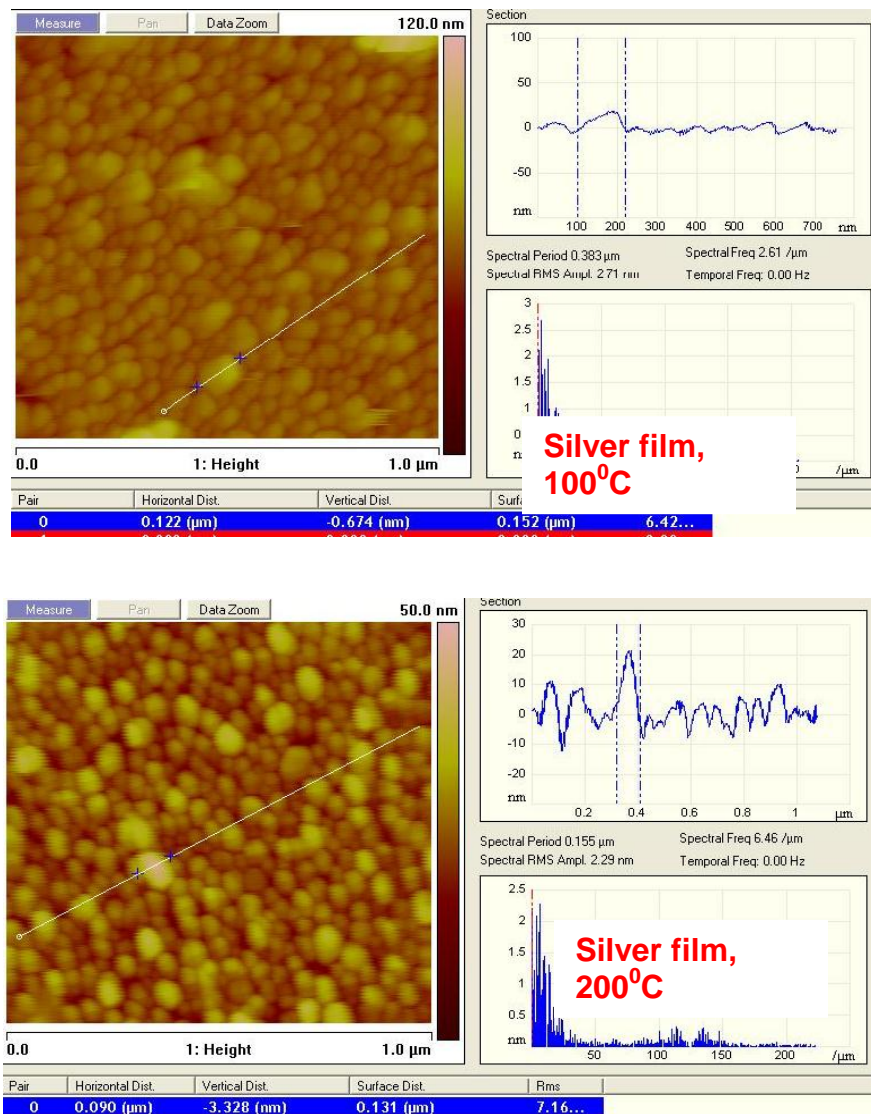 Measure Pan Data Zoom 120.0 nm
Section
100
50
0
-50
nm
100 200 300 400 500 600 700 nm
Spectral Period 0.383 µm Spectral Freq 2.61 /µm
Spectral RMS Ampl. 2.71 nm Temporal Freq: 0.00 Hz
3
2.5
2
1.5
1
0
/µm
Silver film,
100⁰C
0.0 1: Height 1.0 µm
Pair Horizontal Dist. Vertical Dist.
0 0.122 (µm) -0.674 (nm) 0.152 (µm) 6.42...
Measure Pan Data Zoom 50.0 nm
Section
30
20
10
0
-10
-20
nm
0.2 0.4 0.6 0.8 1 µm
Spectral Period 0.155 µm Spectral Freq 6.46 /µm
Spectral RMS Ampl. 2.29 nm Temporal Freq: 0.00 Hz
2.5
2
1.5
1
0.5
nm
50 100 150 200 /µm
Silver film,
200⁰C
0.0 1: Height 1.0 µm
Pair Horizontal Dist. Vertical Dist. Surface Dist. Rms
0 0.090 (µm) -3.328 (nm) 0.131 (µm) 7.16...